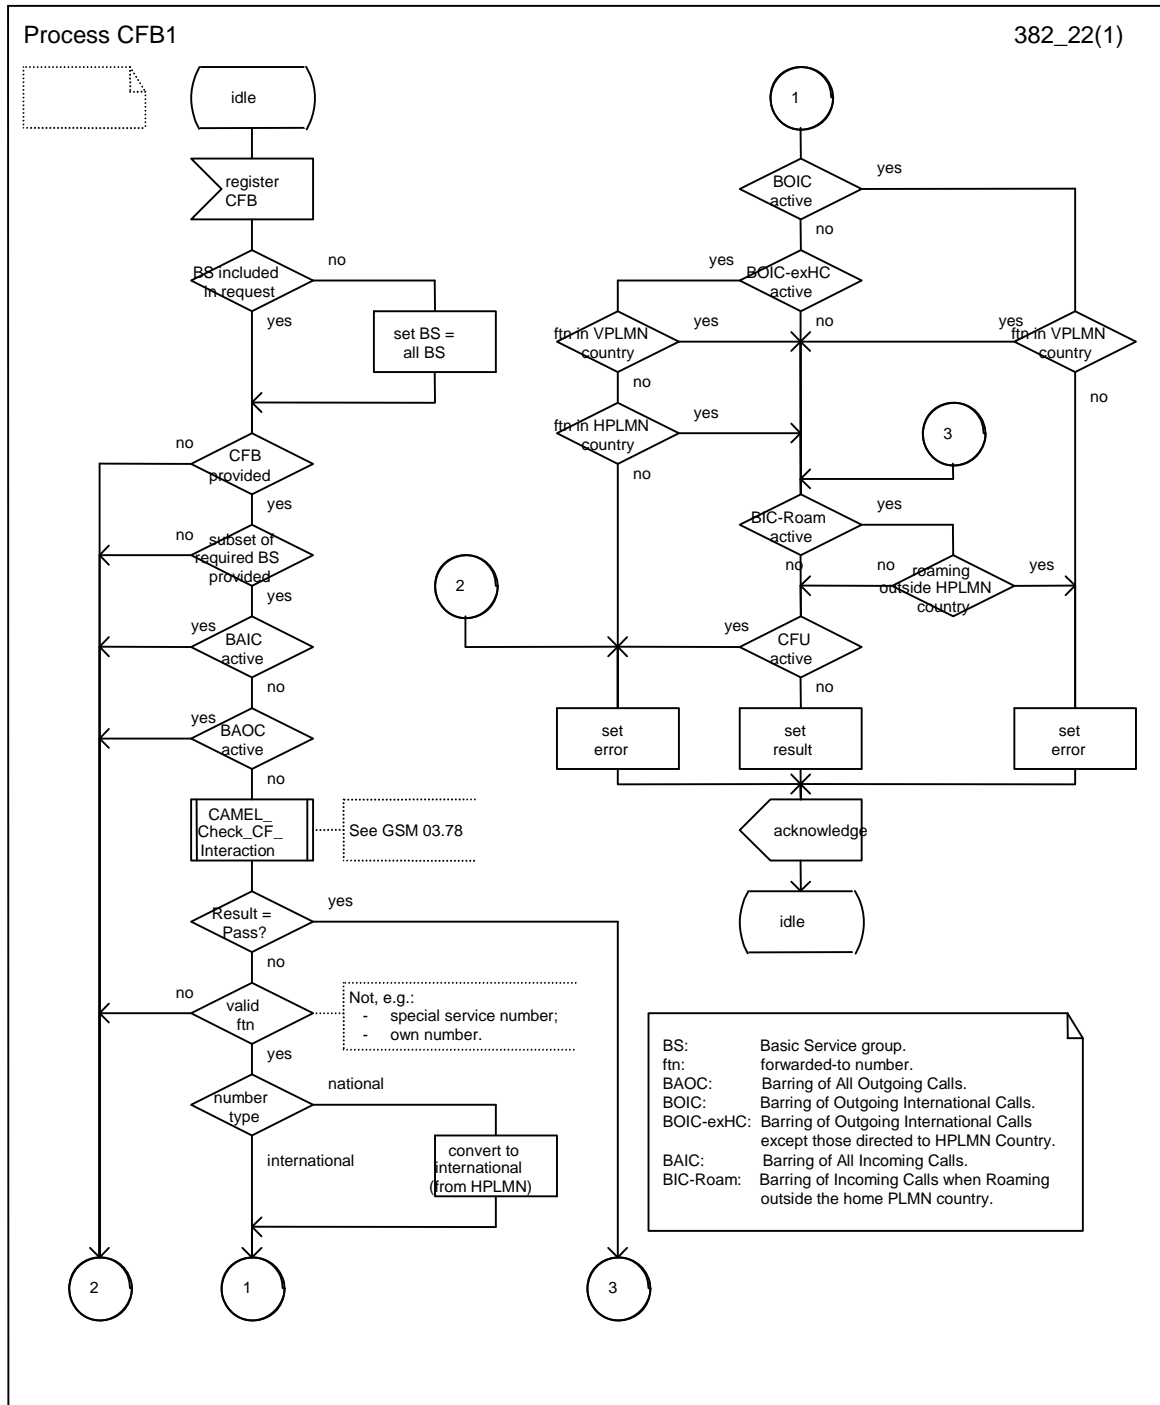 Process CFB1
382_22(1)
idle
register
CFB
BS included
in request
no
yes
set BS =
all BS
no
CFB
provided
yes
no
subset of
required BS
provided
yes
yes
BAIC
active
no
yes
BAOC
active
no
CAMEL_
Check_CF_
Interaction
See GSM 03.78
Result =
Pass?
yes
no
no
valid
ftn
Not, e.g.:
- special service number;
- own number.
yes
number
type
national
international
convert to
international
(from HPLMN)
2
1
3
1
BOIC
active
yes
no
yes
BOIC-exHC
active
no
ftn in VPLMN
country
yes
no
yes
ftn in VPLMN
country
no
ftn in HPLMN
country
yes
no
3
BIC-Roam
active
yes
no
no
roaming
outside HPLMN
country
yes
2
yes
CFU
active
no
set
error
set
result
set
error
acknowledge
idle
BS: Basic Service group.
ftn: forwarded-to number.
BAOC: Barring of All Outgoing Calls.
BOIC: Barring of Outgoing International Calls.
BOIC-exHC: Barring of Outgoing International Calls
except those directed to HPLMN Country.
BAIC: Barring of All Incoming Calls.
BIC-Roam: Barring of Incoming Calls when Roaming
outside the home PLMN country.